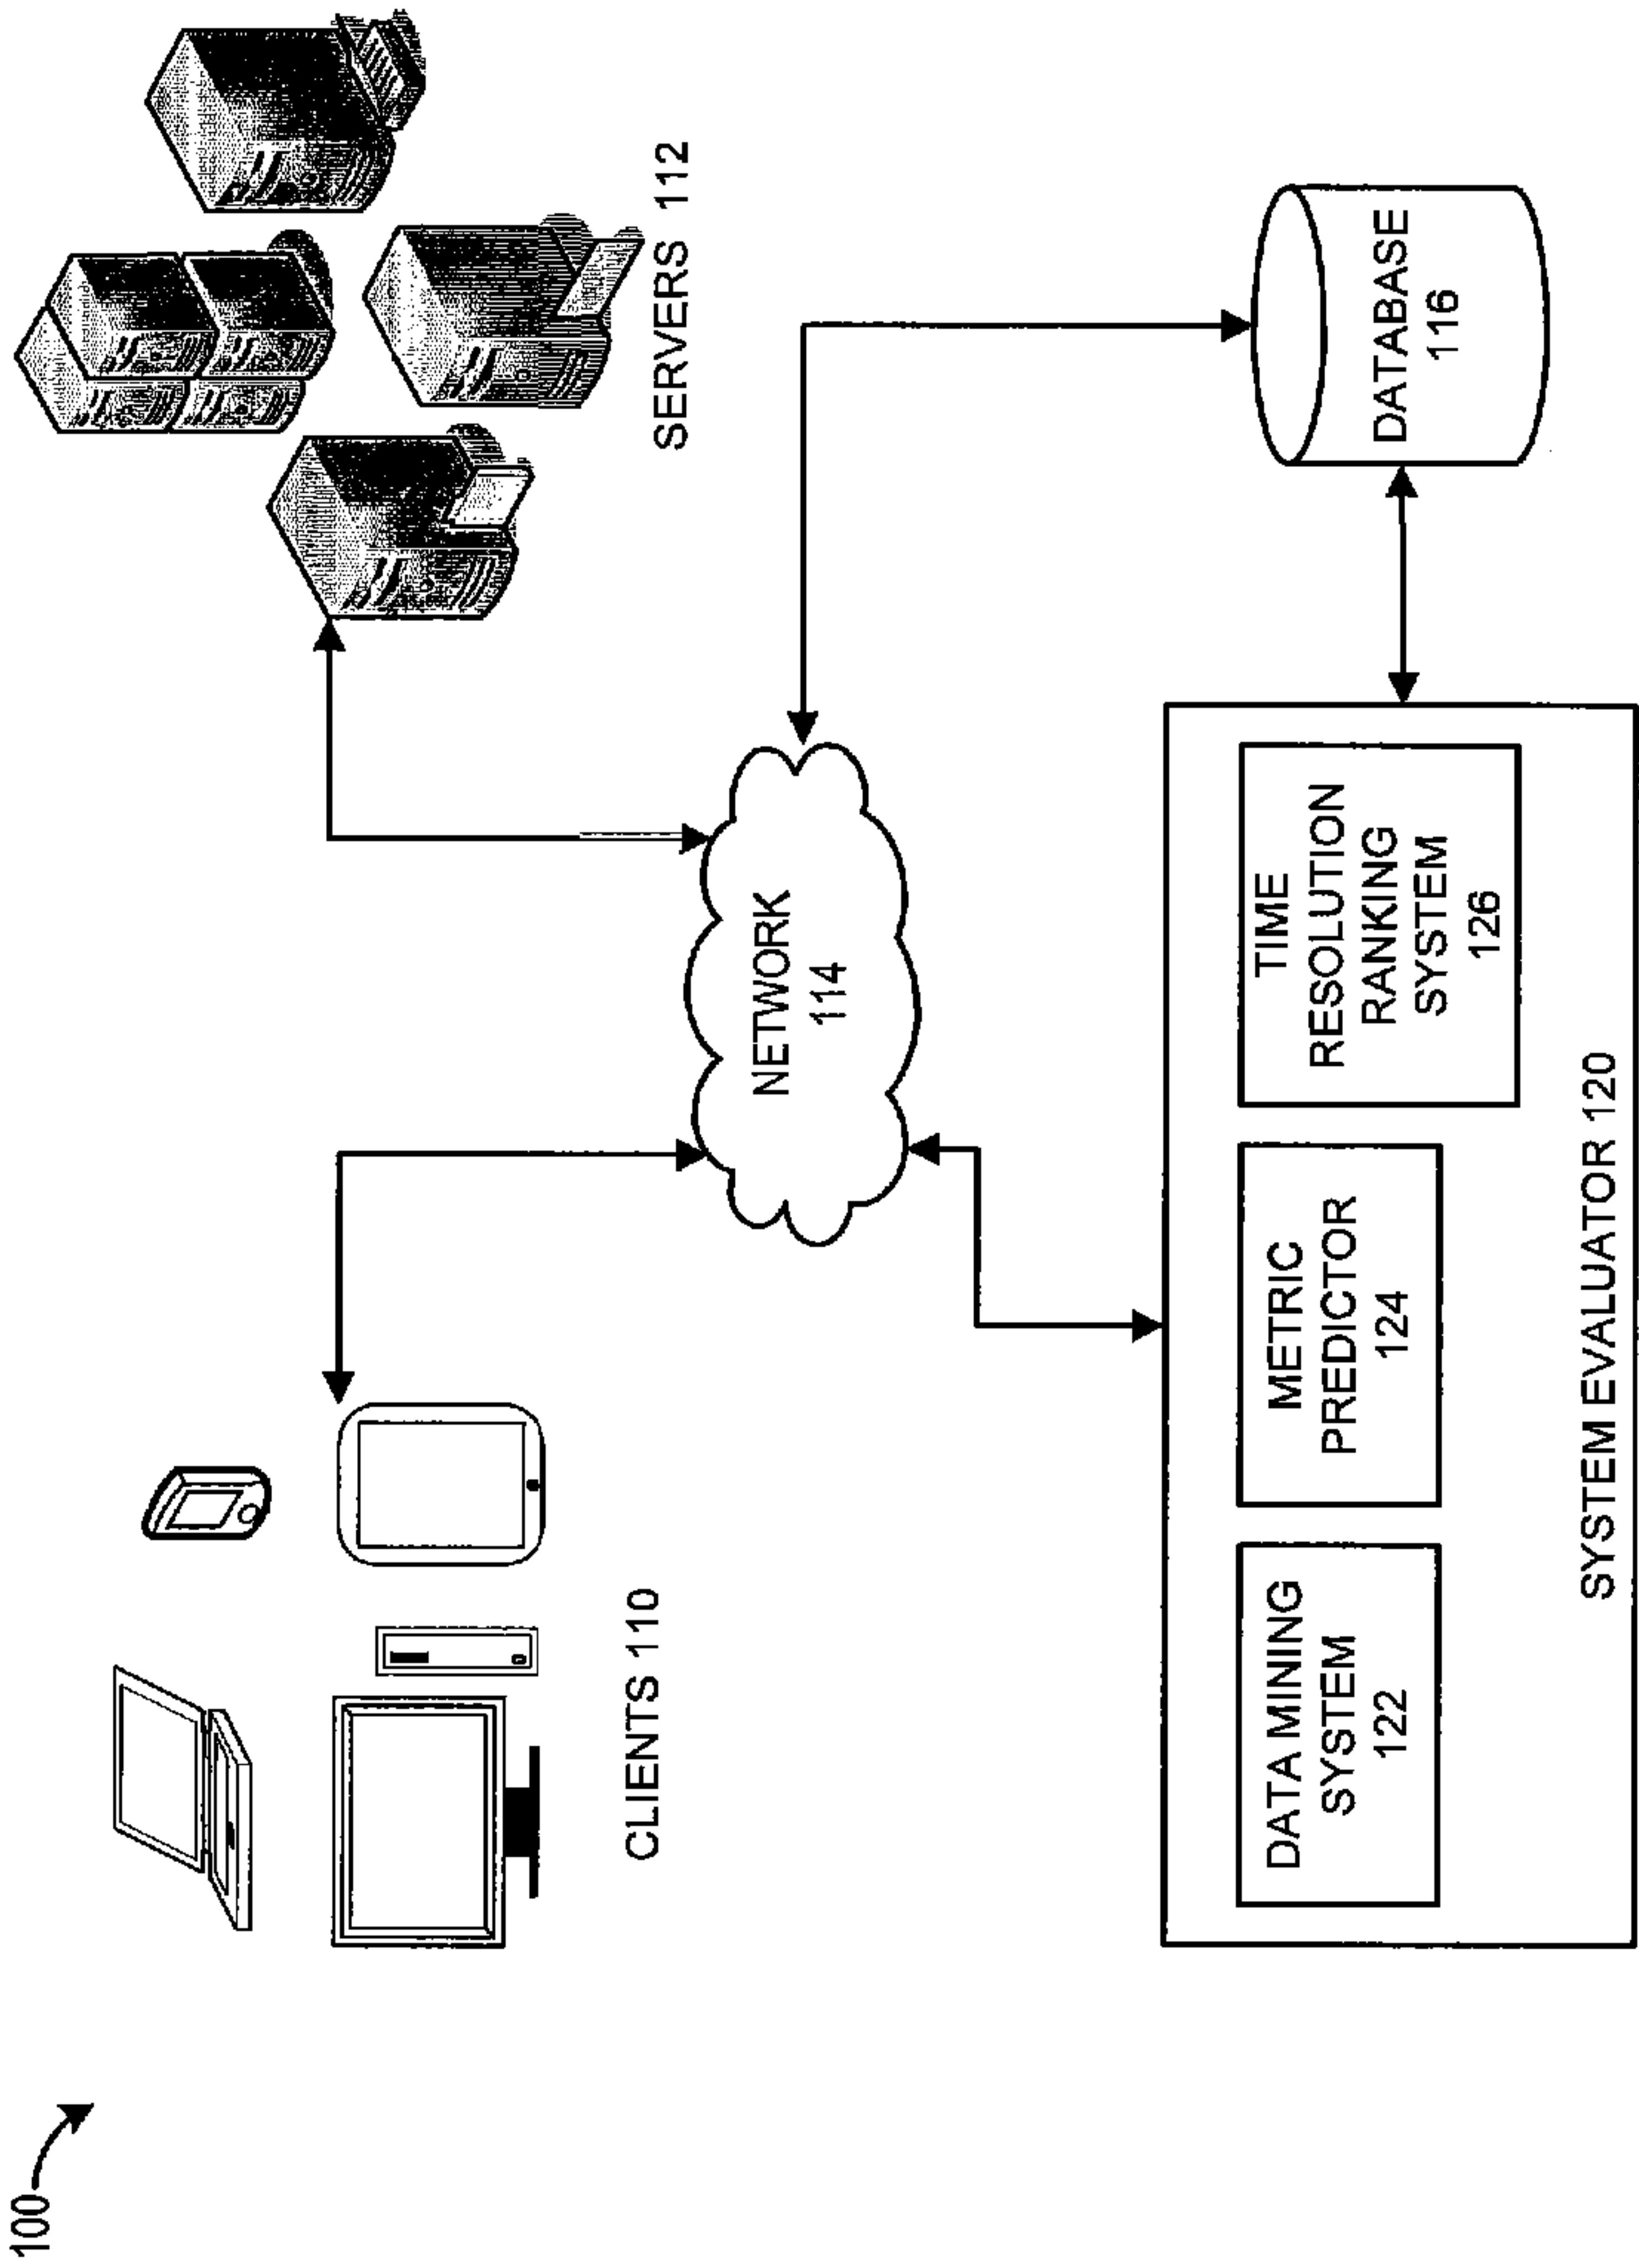 100
CLIENTS 110
SERVERS 112
NETWORK
114
DATA MINING
SYSTEM
122
METRIC
PREDICTOR
124
TIME
RESOLUTION
RANKING
SYSTEM
126
SYSTEM EVALUATOR 120
DATABASE
116